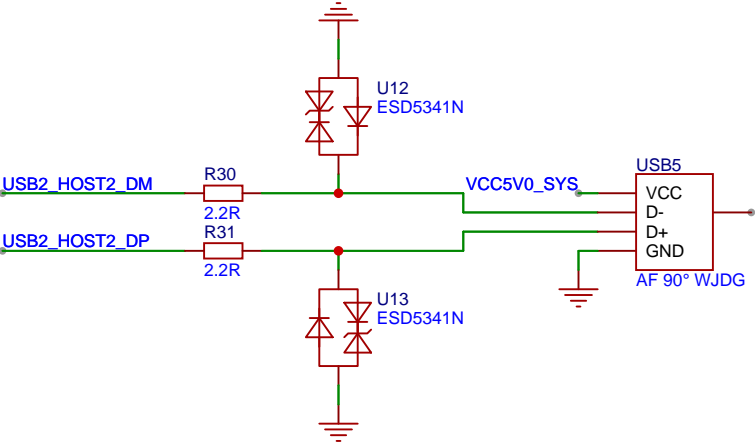 U12
ESD5341N
USB2_HOST2_DM
R30
2.2R
VCC5V0_SYS
USB5
VCC
D-
D+
GND
AF 90° WJDG
USB2_HOST2_DP
R31
2.2R
U13
ESD5341N